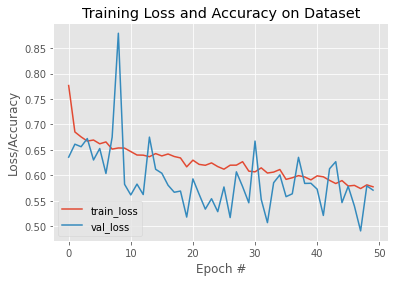 Training Loss and Accuracy on Dataset
Loss/Accuracy
0.85
0.80
0.75
0.70
0.65
0.60
0.55
0.50
train_loss
val_loss
0 10 20 30 40 50
Epoch #